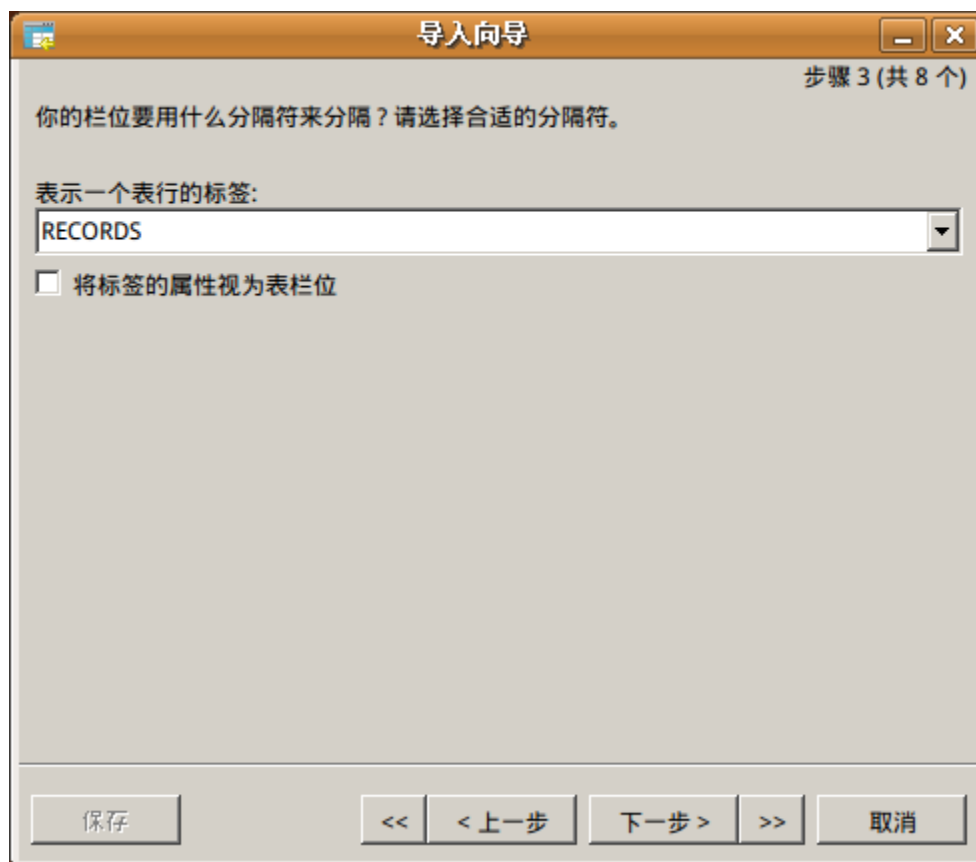 导入向导
步骤 3 (共 8 个)
你的栏位要用什么分隔符来分隔？请选择合适的分隔符。
表示一个表行的标签:
RECORDS
将标签的属性视为表栏位
保存 << < 上一步 下一步 > >> 取消